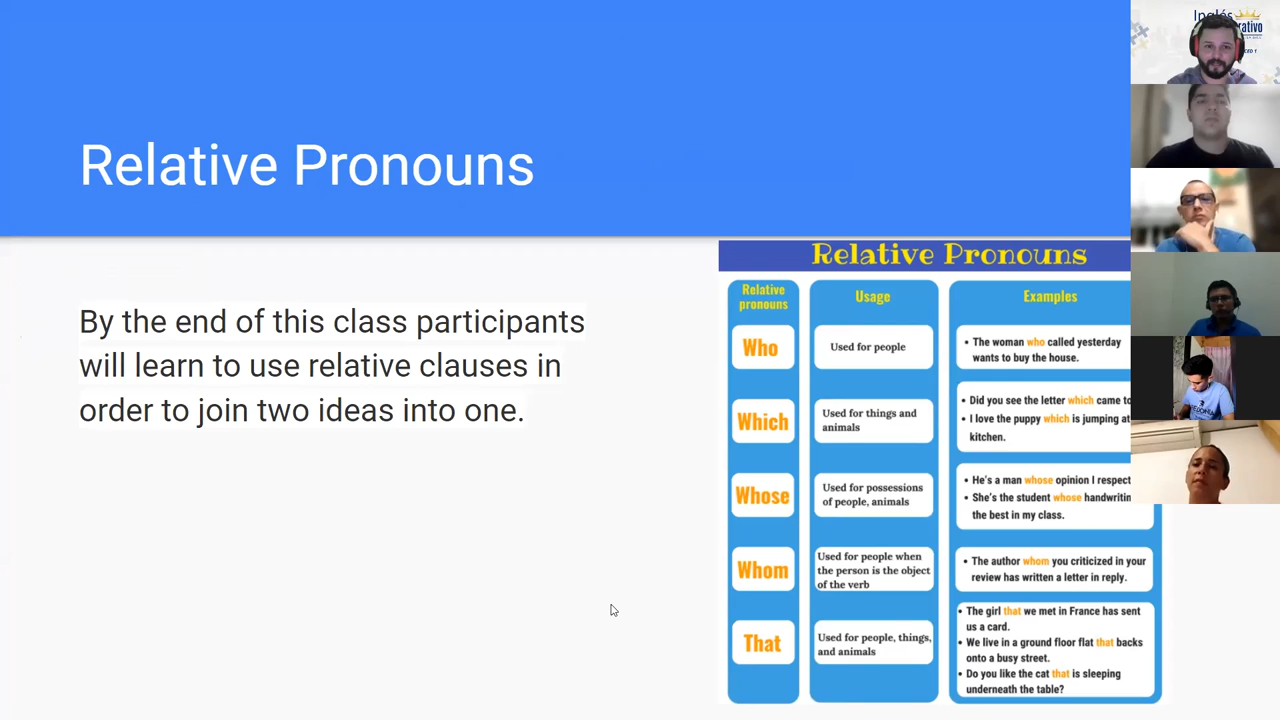 Relative Pronouns
By the end of this class participants
will learn to use relative clauses in
order to join two ideas into one.
Relative Pronouns
Relative
pronouns
Usage
Examples
Who
Used for people
• The woman who called yesterday
wants to buy the house.
Which
Used for things and
animals
• Did you see the letter which came to
• I love the puppy which is jumping at
kitchen.
Whose
Used for possessions
of people, animals
• He's a man whose opinion I respect
• She's the student whose
the best in my class.
Whom
Used for people when
the person is the object
of the verb
• The author whom you criticized in your
review has written a letter in reply.
That
Used for people, things,
and animals
• The girl that we met in France has sent
us a card.
• We live in a ground floor flat that backs
onto a busy street.
• Do you like the cat that is sleeping
underneath the table?
Inglés